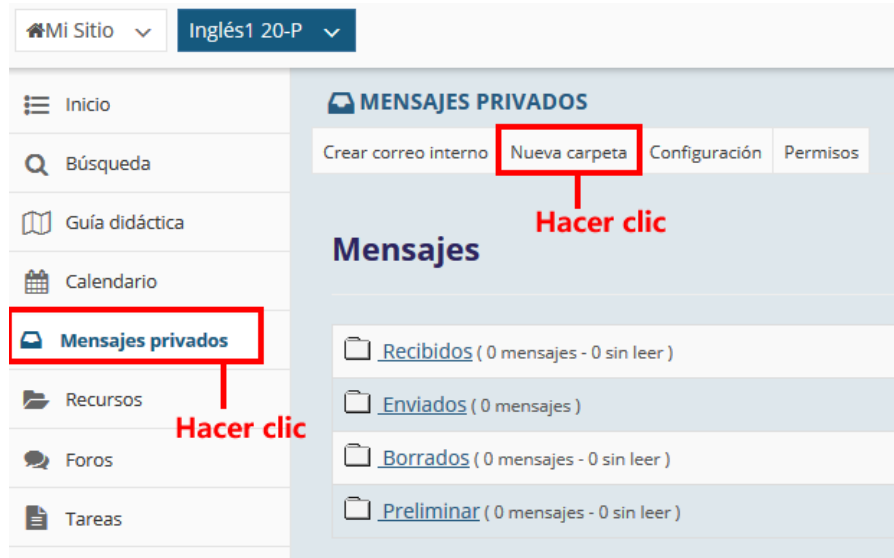 Mi Sitio
Inglés1 20-P
Inicio
Búsqueda
Guía didáctica
Calendario
Mensajes privados
Hacer clic
Recursos
Foros
Tareas
MENSAJES PRIVADOS
Crear correo interno Nueva carpeta Configuración Permisos
Hacer clic
Mensajes
Recibidos ( 0 mensajes - 0 sin leer )
Enviados ( 0 mensajes )
Borrados ( 0 mensajes - 0 sin leer )
Preliminar ( 0 mensajes - 0 sin leer )